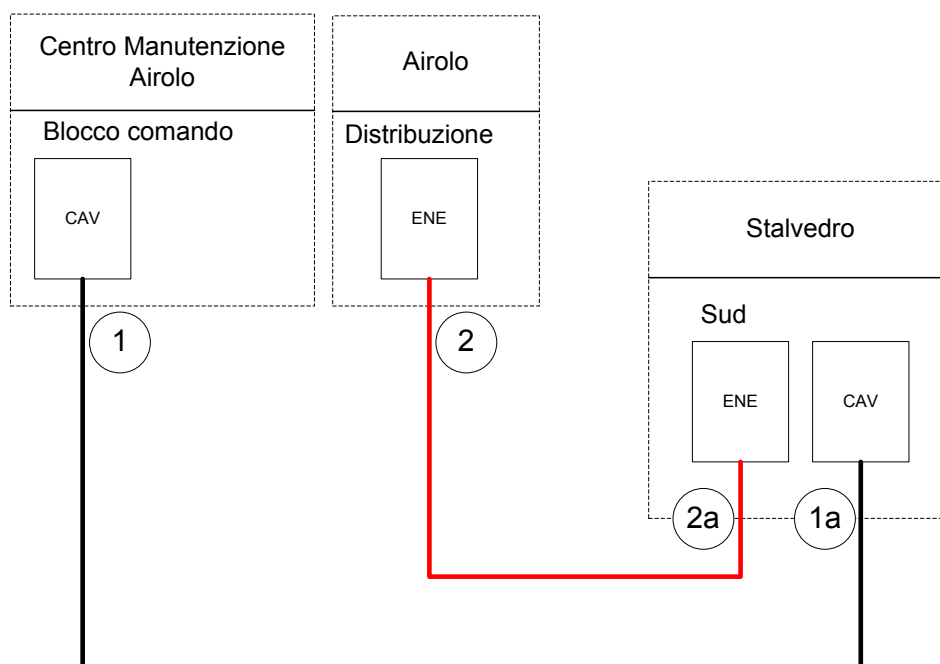 Centro Manutenzione
Airolo
Blocco comando
CAV
1
Airolo
Distribuzione
ENE
2
Stalvedro
Sud
ENE
CAV
2a
1a